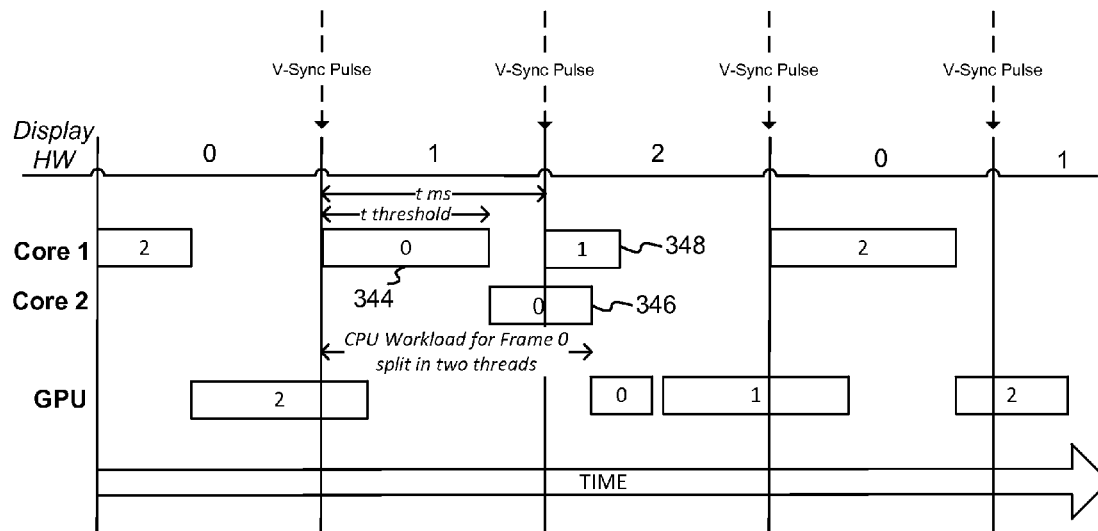 V-Sync Pulse V-Sync Pulse V-Sync Pulse V-Sync Pulse
Display
HW
0 1 2 0 1
t ms
t threshold
Core 1 2 0 1 348 2
344
Core 2 0 346
CPU Workload for Frame 0
split in two threads
GPU 2 0 1 2
TIME